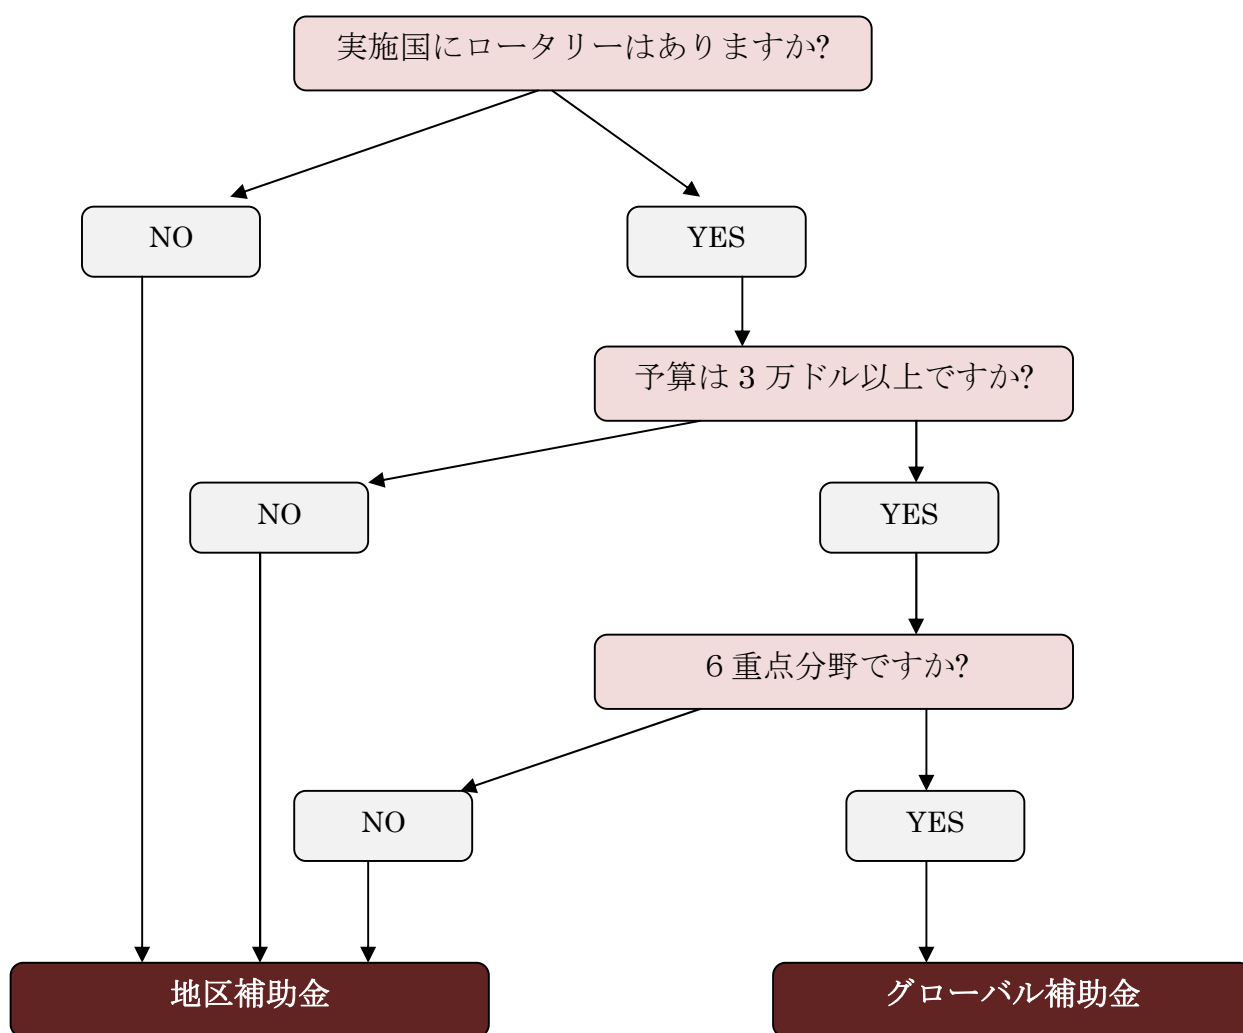 実施国にロータリーはありますか?
NO
YES
予算は 3 万ドル以上ですか?
NO
YES
6 重点分野ですか?
NO
YES
地区補助金
グローバル補助金